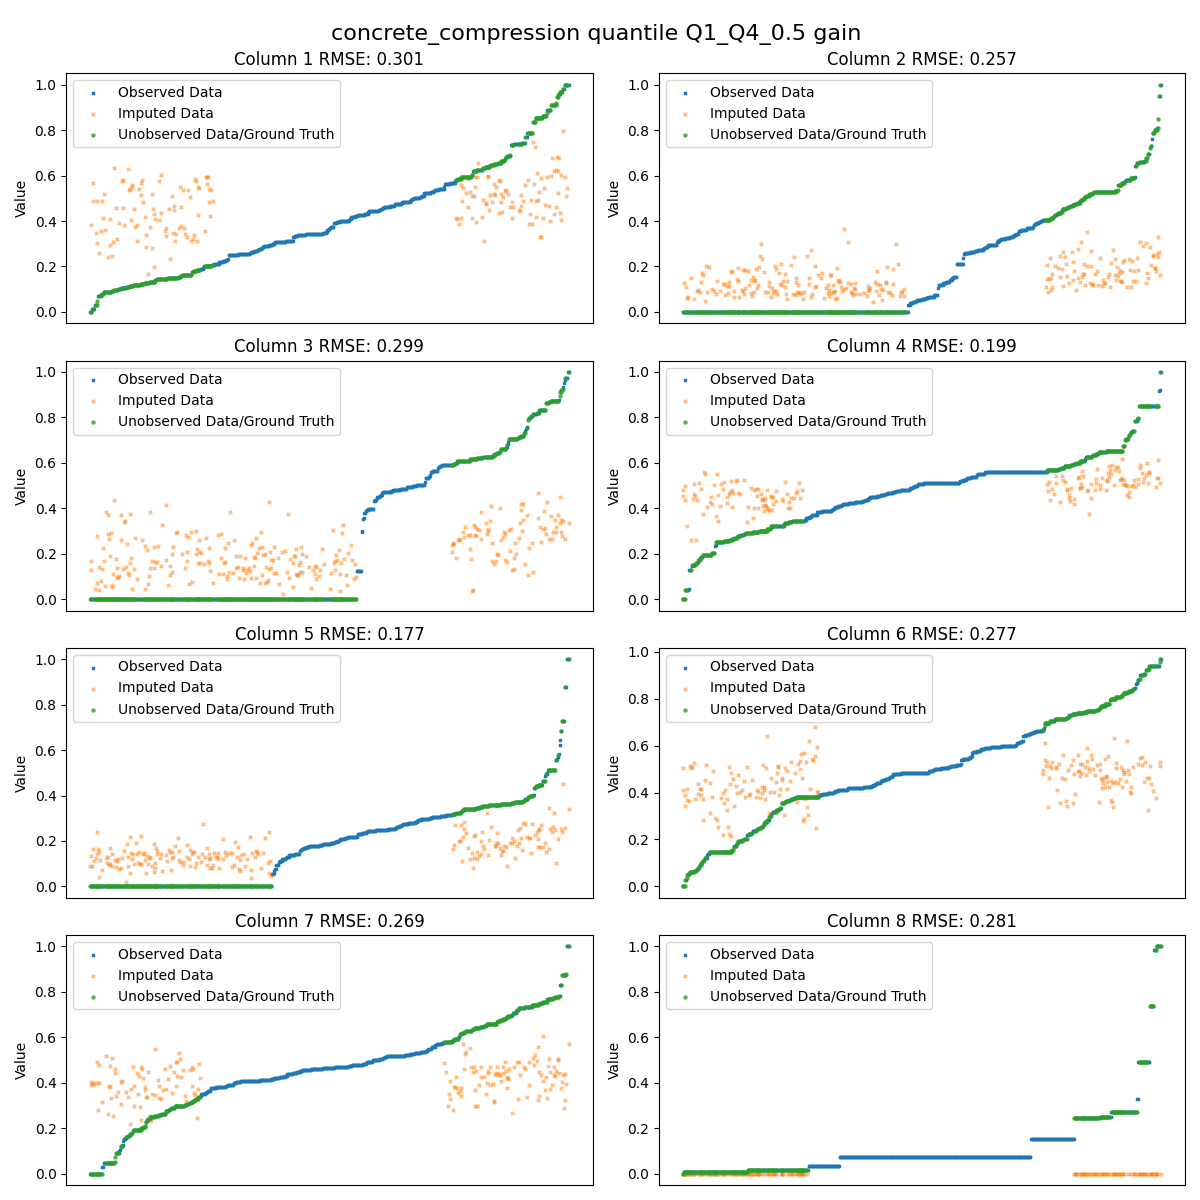 concrete_compression quantile Q1_Q4_0.5 gain
Column 1 RMSE: 0.301
Observed Data
Imputed Data
Unobserved Data/Ground Truth
Value
1.0
0.8
0.6
0.4
0.2
0.0
Column 2 RMSE: 0.257
Observed Data
Imputed Data
Unobserved Data/Ground Truth
Value
1.0
0.8
0.6
0.4
0.2
0.0
Column 3 RMSE: 0.299
Observed Data
Imputed Data
Unobserved Data/Ground Truth
Value
1.0
0.8
0.6
0.4
0.2
0.0
Column 4 RMSE: 0.199
Observed Data
Imputed Data
Unobserved Data/Ground Truth
Value
1.0
0.8
0.6
0.4
0.2
0.0
Column 5 RMSE: 0.177
Observed Data
Imputed Data
Unobserved Data/Ground Truth
Value
1.0
0.8
0.6
0.4
0.2
0.0
Column 6 RMSE: 0.277
Observed Data
Imputed Data
Unobserved Data/Ground Truth
Value
1.0
0.8
0.6
0.4
0.2
0.0
Column 7 RMSE: 0.269
Observed Data
Imputed Data
Unobserved Data/Ground Truth
Value
1.0
0.8
0.6
0.4
0.2
0.0
Column 8 RMSE: 0.281
Observed Data
Imputed Data
Unobserved Data/Ground Truth
Value
1.0
0.8
0.6
0.4
0.2
0.0